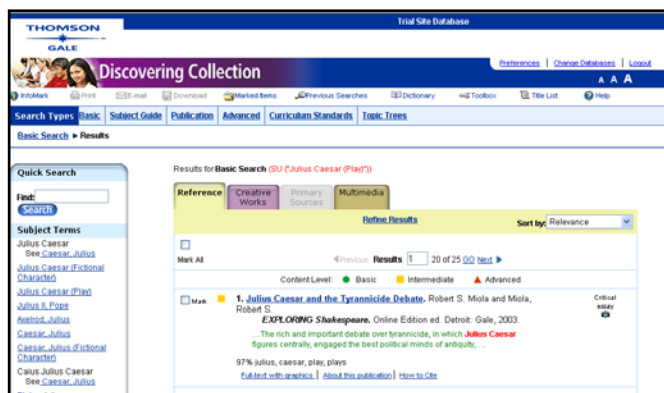 THOMSON
GALE
Trial Site Database
Discovering Collection
Preferences | Change Databases | Logout
A A A
InfoMark Print E-mail Download Marked Items Previous Searches Dictionary Toolbox Title List Help
Search Types Basic Subject Guide Publication Advanced Curriculum Standards Topic Trees
Basic Search ▶ Results
Quick Search
Find:
Search
Subject Terms
Julius Caesar
See Caesar, Julius
Julius Caesar (Fictional
Character)
Julius Caesar (Play)
Julius II, Pope
Axelrod, Julius
Caesar, Julius
Caesar, Julius (Fictional
Character)
Caius Julius Caesar
See Caesar, Julius
Results for Basic Search (SU ("Julius Caesar (Play)"))
Reference
Creative
Works
Primary
Sources
Multimedia
Refine Results
Sort by: Relevance
Mark All
Previous Results 1 20 of 25 GO Next
Content Level: Basic Intermediate Advanced
Mark 1. Julius Caesar and the Tyrannicide Debate. Robert S. Miola and Miola,
Robert S.
EXPLORING Shakespeare. Online Edition ed. Detroit: Gale, 2003.
...The rich and important debate over tyrannicide, in which Julius Caesar
figures centrally, engaged the best political minds of antiquity, ...
97% julius, caesar, play, plays
Full-text with graphics | About this publication | How to Cite
Critical
essay